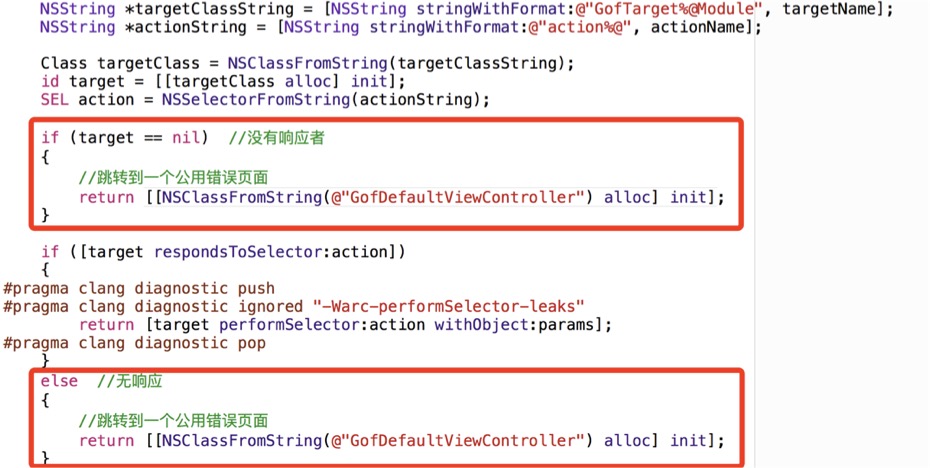 NSString *targetClassString = [NSString stringWithFormat:@"GofTarget%@Module", targetName];
NSString *actionString = [NSString stringWithFormat:@"action%@", actionName];
Class targetClass = NSClassFromString(targetClassString);
id target = [[targetClass alloc] init];
SEL action = NSSelectorFromString(actionString);
if (target == nil)  //没有响应者
{
//跳转到一个公用错误页面
return [[NSClassFromString(@"GofDefaultViewController") alloc] init];
}
if ([target respondsToSelector:action])
{
#pragma clang diagnostic push
#pragma clang diagnostic ignored "-Warc-performSelector-leaks"
return [target performSelector:action withObject:params];
#pragma clang diagnostic pop
}
else  //无响应
{
//跳转到一个公用错误页面
return [[NSClassFromString(@"GofDefaultViewController") alloc] init];
}